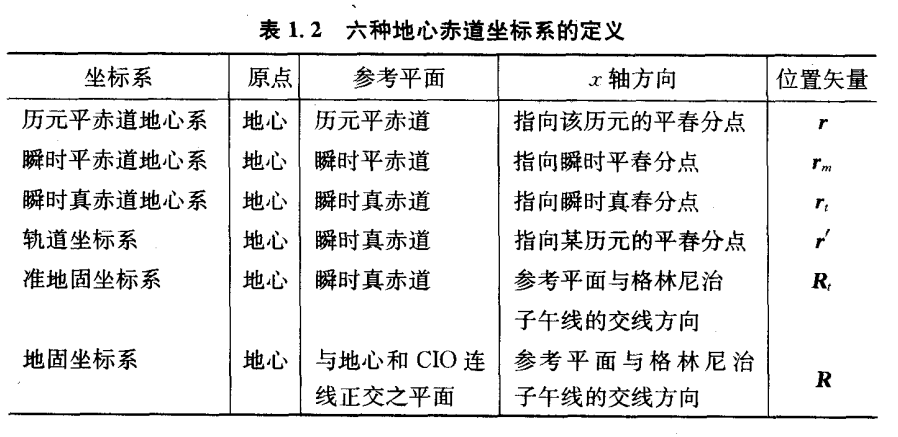 表 1.2 六种地心赤道坐标系的定义
坐标系 原点 参考平面 x 轴方向 位置矢量
历元平赤道地心系 地心 历元平赤道 指向该历元的平春分点 r
瞬时平赤道地心系 地心 瞬时平赤道 指向瞬时平春分点 rₘ
瞬时真赤道地心系 地心 瞬时真赤道 指向瞬时真春分点 rₜ
轨道坐标系 地心 瞬时真赤道 指向某历元的平春分点 r′
准地固坐标系 地心 瞬时真赤道 参考平面与格林尼治 Rₜ
子午线的交线方向
地固坐标系 地心 与地心和 CIO 连 参考平面与格林尼治
线正交之平面 子午线的交线方向 R